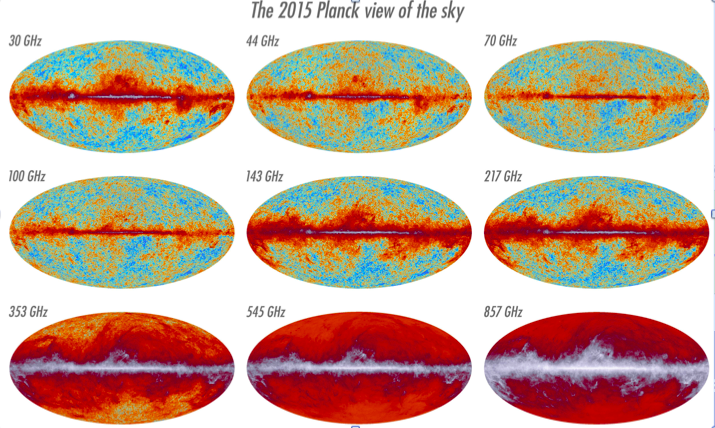 The 2015 Planck view of the sky
30 GHz
44 GHz
70 GHz
100 GHz
143 GHz
217 GHz
353 GHz
545 GHz
857 GHz